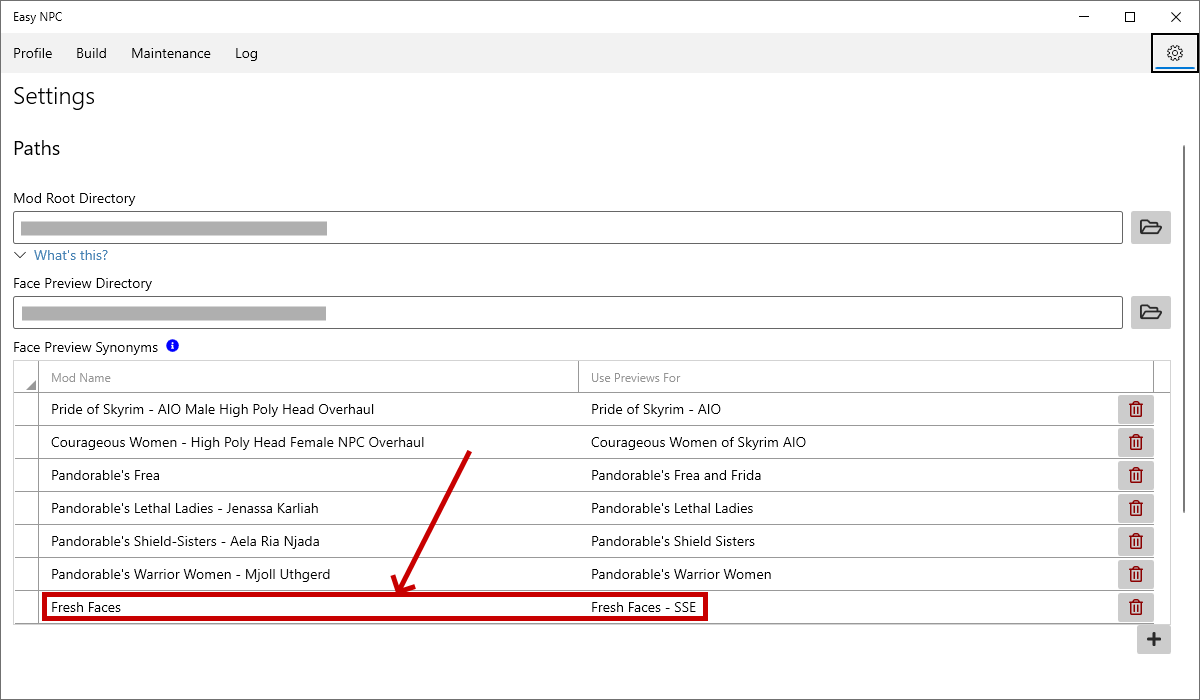 Easy NPC
Profile Build Maintenance Log
Settings
Paths
Mod Root Directory
What's this?
Face Preview Directory
Face Preview Synonyms
Mod Name Use Previews For
Pride of Skyrim - AIO Male High Poly Head Overhaul Pride of Skyrim - AIO
Courageous Women - High Poly Head Female NPC Overhaul Courageous Women of Skyrim AIO
Pandorable's Frea Pandorable's Frea and Frida
Pandorable's Lethal Ladies - Jenassa Karliah Pandorable's Lethal Ladies
Pandorable's Shield-Sisters - Aela Ria Njada Pandorable's Shield Sisters
Pandorable's Warrior Women - Mjoll Uthgerd Pandorable's Warrior Women
Fresh Faces Fresh Faces - SSE